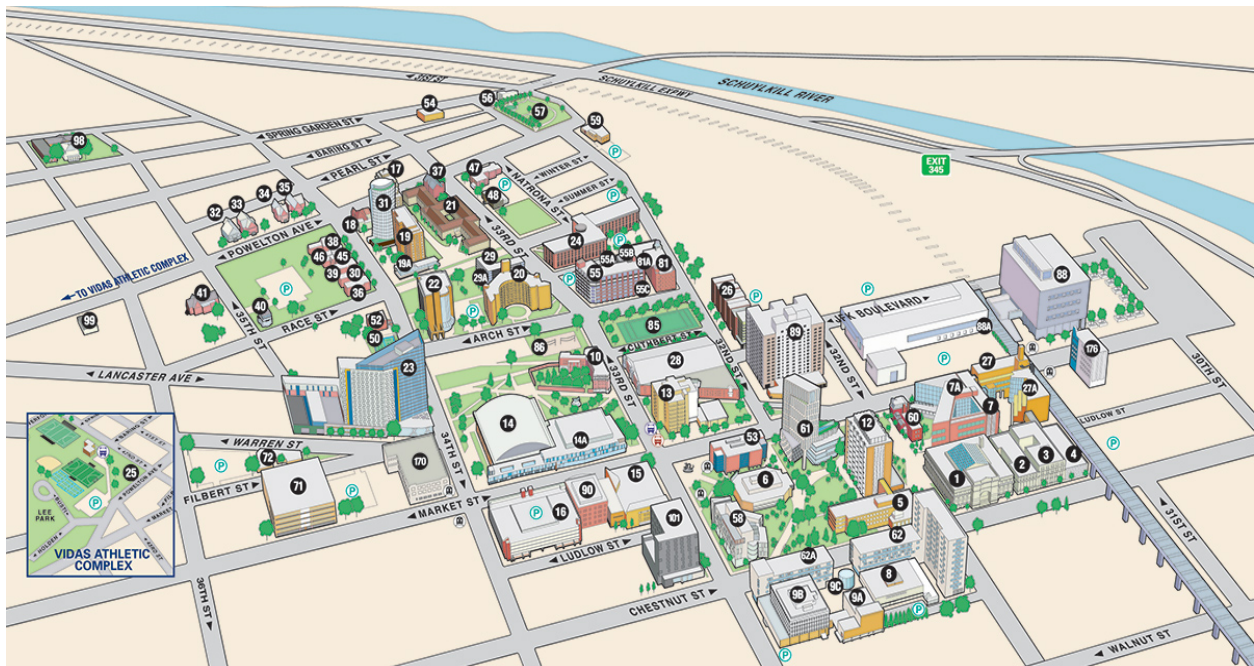 31ST ST
SCHUYLKILL EXPWY
SCHUYLKILL RIVER
56
54
57
59
98
SPRING GARDEN ST
BARING ST
PEARL ST
17
37
47
WINTER ST
EXIT
345
P
48
NATRONA ST
SUMMER ST
P
34
35
31
21
32
33
18
19
33RD ST
24
P
55B
POWELTON AVE
38
46
45
19A
29
55A
81A
81
39
30
22
29A
20
55
55C
88
TO VIDAS ATHLETIC COMPLEX
41
36
P
40
26
P
P
99
35TH ST
RACE ST
52
50
P
85
JFK BOULEVARD
ARCH ST
CUTHBERT ST
89
88A
86
10
32ND ST
32ND ST
28
P
27
176
30TH ST
LANCASTER AVE
23
33RD ST
13
7A
27A
7
LUDLOW ST
14
60
12
61
WARREN ST
34TH ST
14A
53
P
72
170
1
2
3
4
P
FILBERT ST
71
P
15
6
5
25
LEE
PARK
P
RUSTIC
HOLDEN
VIDAS ATHLETIC
COMPLEX
MARKET ST
90
16
P
101
58
62
31ST ST
LUDLOW ST
62A
36TH ST
9C
8
9B
9A
CHESTNUT ST
P
P
WALNUT ST